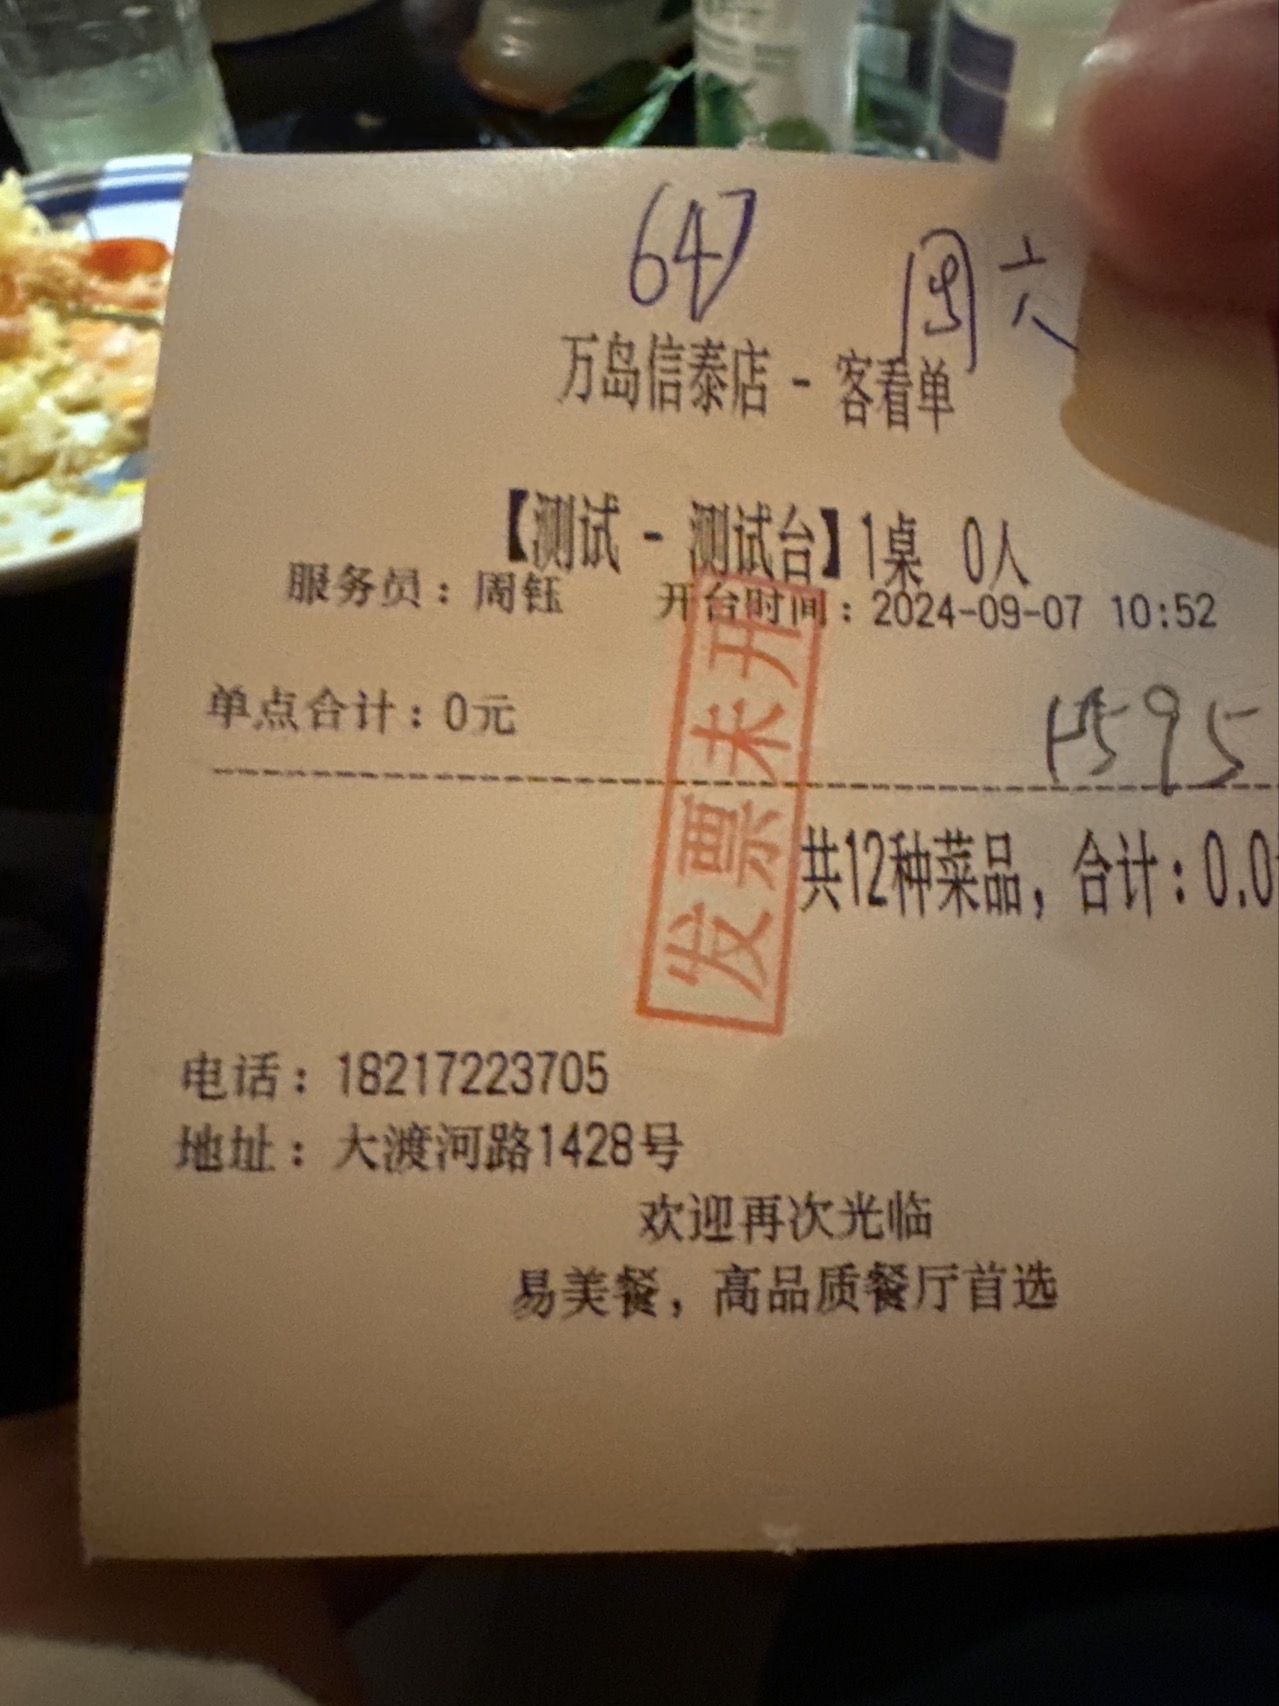 647
周六
万岛信泰店 - 客看单
【测试 - 测试台】1桌 0人
服务员：周钰 开台时间：2024-09-07 10:52
单点合计：0元
共12种菜品，合计：0.0
发票未开
电话：18217223705
地址：大渡河路1428号
欢迎再次光临
易美餐，高品质餐厅首选